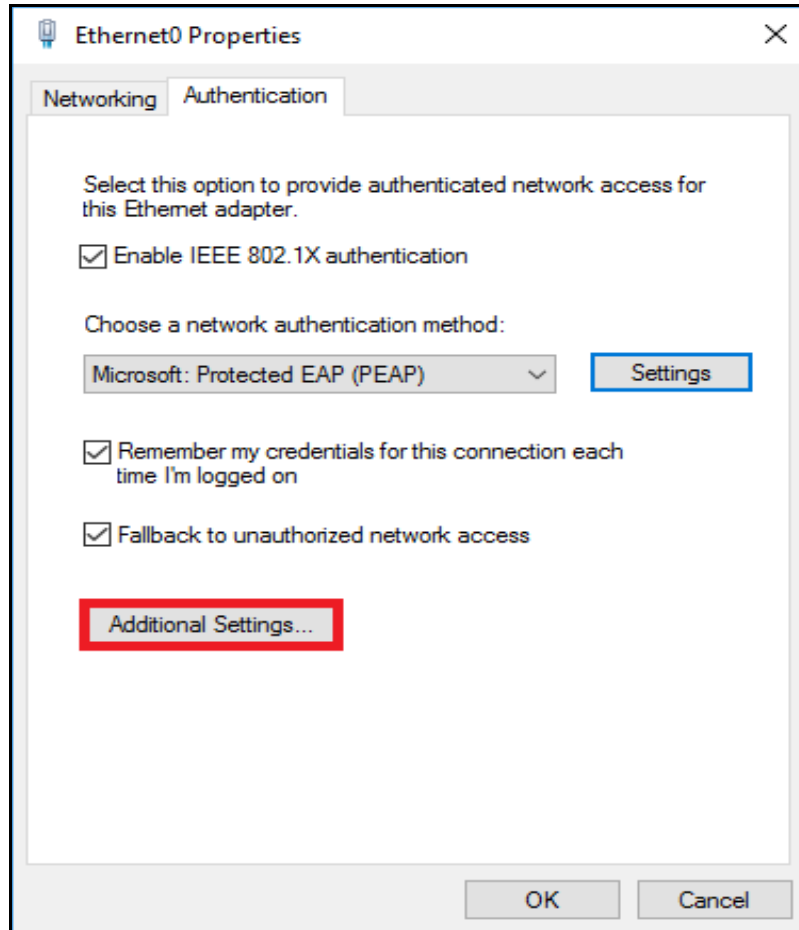 Ethernet0 Properties
Networking
Authentication
Select this option to provide authenticated network access for
this Ethernet adapter.
Enable IEEE 802.1X authentication
Choose a network authentication method:
Microsoft: Protected EAP (PEAP)
Settings
Remember my credentials for this connection each
time I'm logged on
Fallback to unauthorized network access
Additional Settings...
OK
Cancel